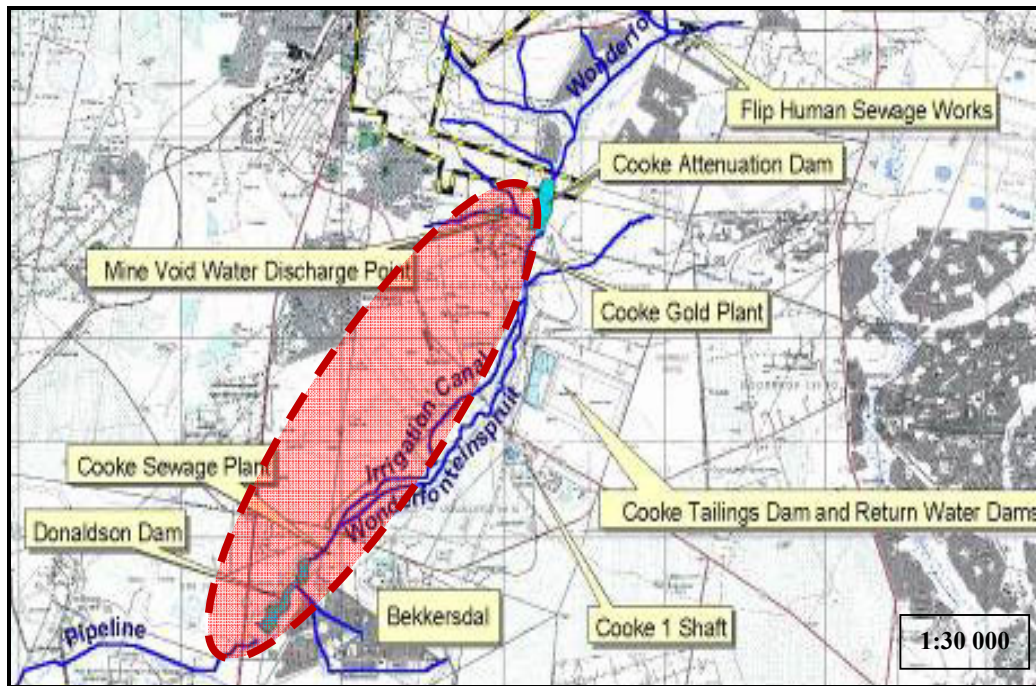 Wonderfo
Flip Human Sewage Works
Cooke Attenuation Dam
Mine Void Water Discharge Point
Cooke Gold Plant
Irrigation Canal
Wonderfonteinspruit
Cooke Sewage Plant
Cooke Tailings Dam and Return Water Dams
Donaldson Dam
Bekkersdal
Cooke 1 Shaft
Pipeline
1:30 000